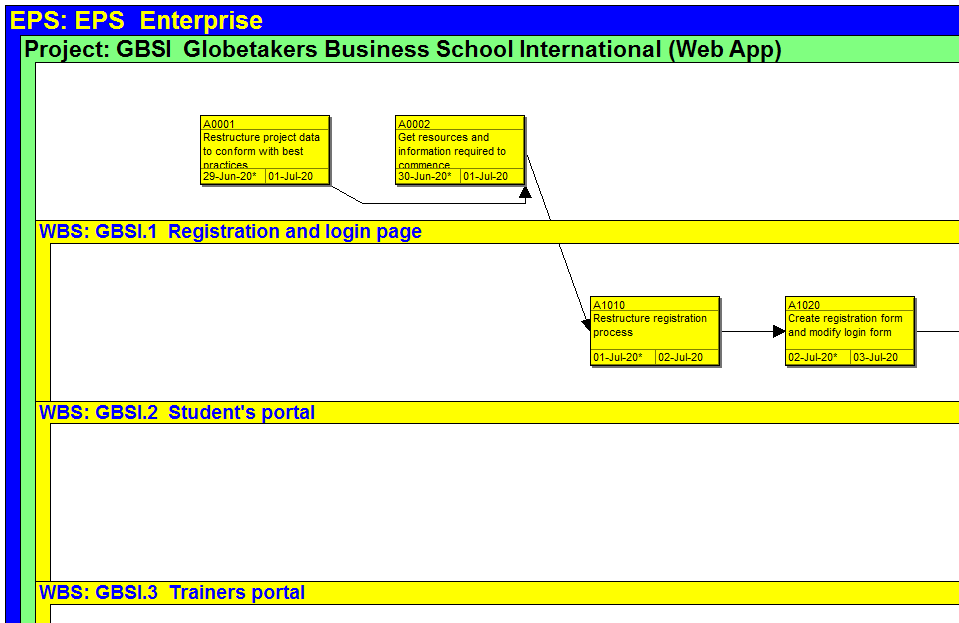 EPS: EPS  Enterprise
Project: GBSI  Globetakers Business School International (Web App)
A0001
Restructure project data
to conform with best
practices
29-Jun-20*
01-Jul-20
A0002
Get resources and
information required to
commence
30-Jun-20*
01-Jul-20
WBS: GBSI.1  Registration and login page
A1010
Restructure registration
process
01-Jul-20*
02-Jul-20
A1020
Create registration form
and modify login form
02-Jul-20*
03-Jul-20
WBS: GBSI.2  Student's portal
WBS: GBSI.3  Trainers portal